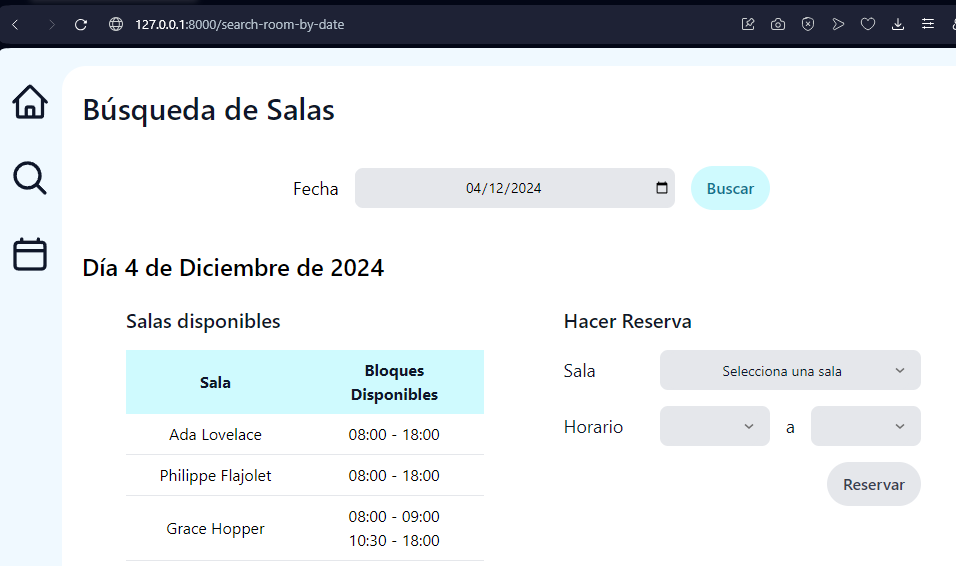 127.0.0.1:8000/search-room-by-date
Búsqueda de Salas
Fecha 04/12/2024 Buscar
Día 4 de Diciembre de 2024
Salas disponibles
Sala Bloques Disponibles
Ada Lovelace 08:00 - 18:00
Philippe Flajolet 08:00 - 18:00
Grace Hopper 08:00 - 09:00
10:30 - 18:00
Hacer Reserva
Sala Selecciona una sala
Horario a
Reservar